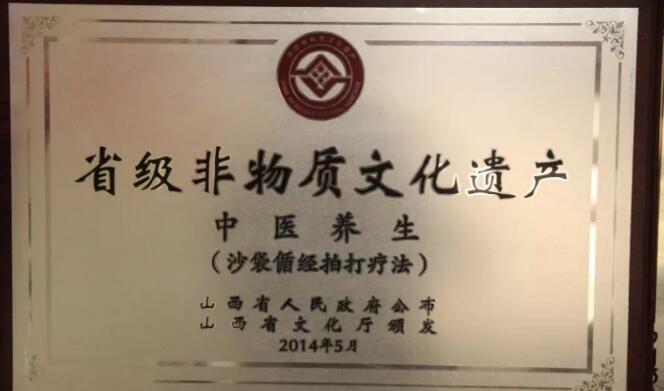 省级非物质文化遗产
中医养生
（沙袋循经拍打疗法）
山西省人民政府公布
山西省文化厅颁发
2014年5月